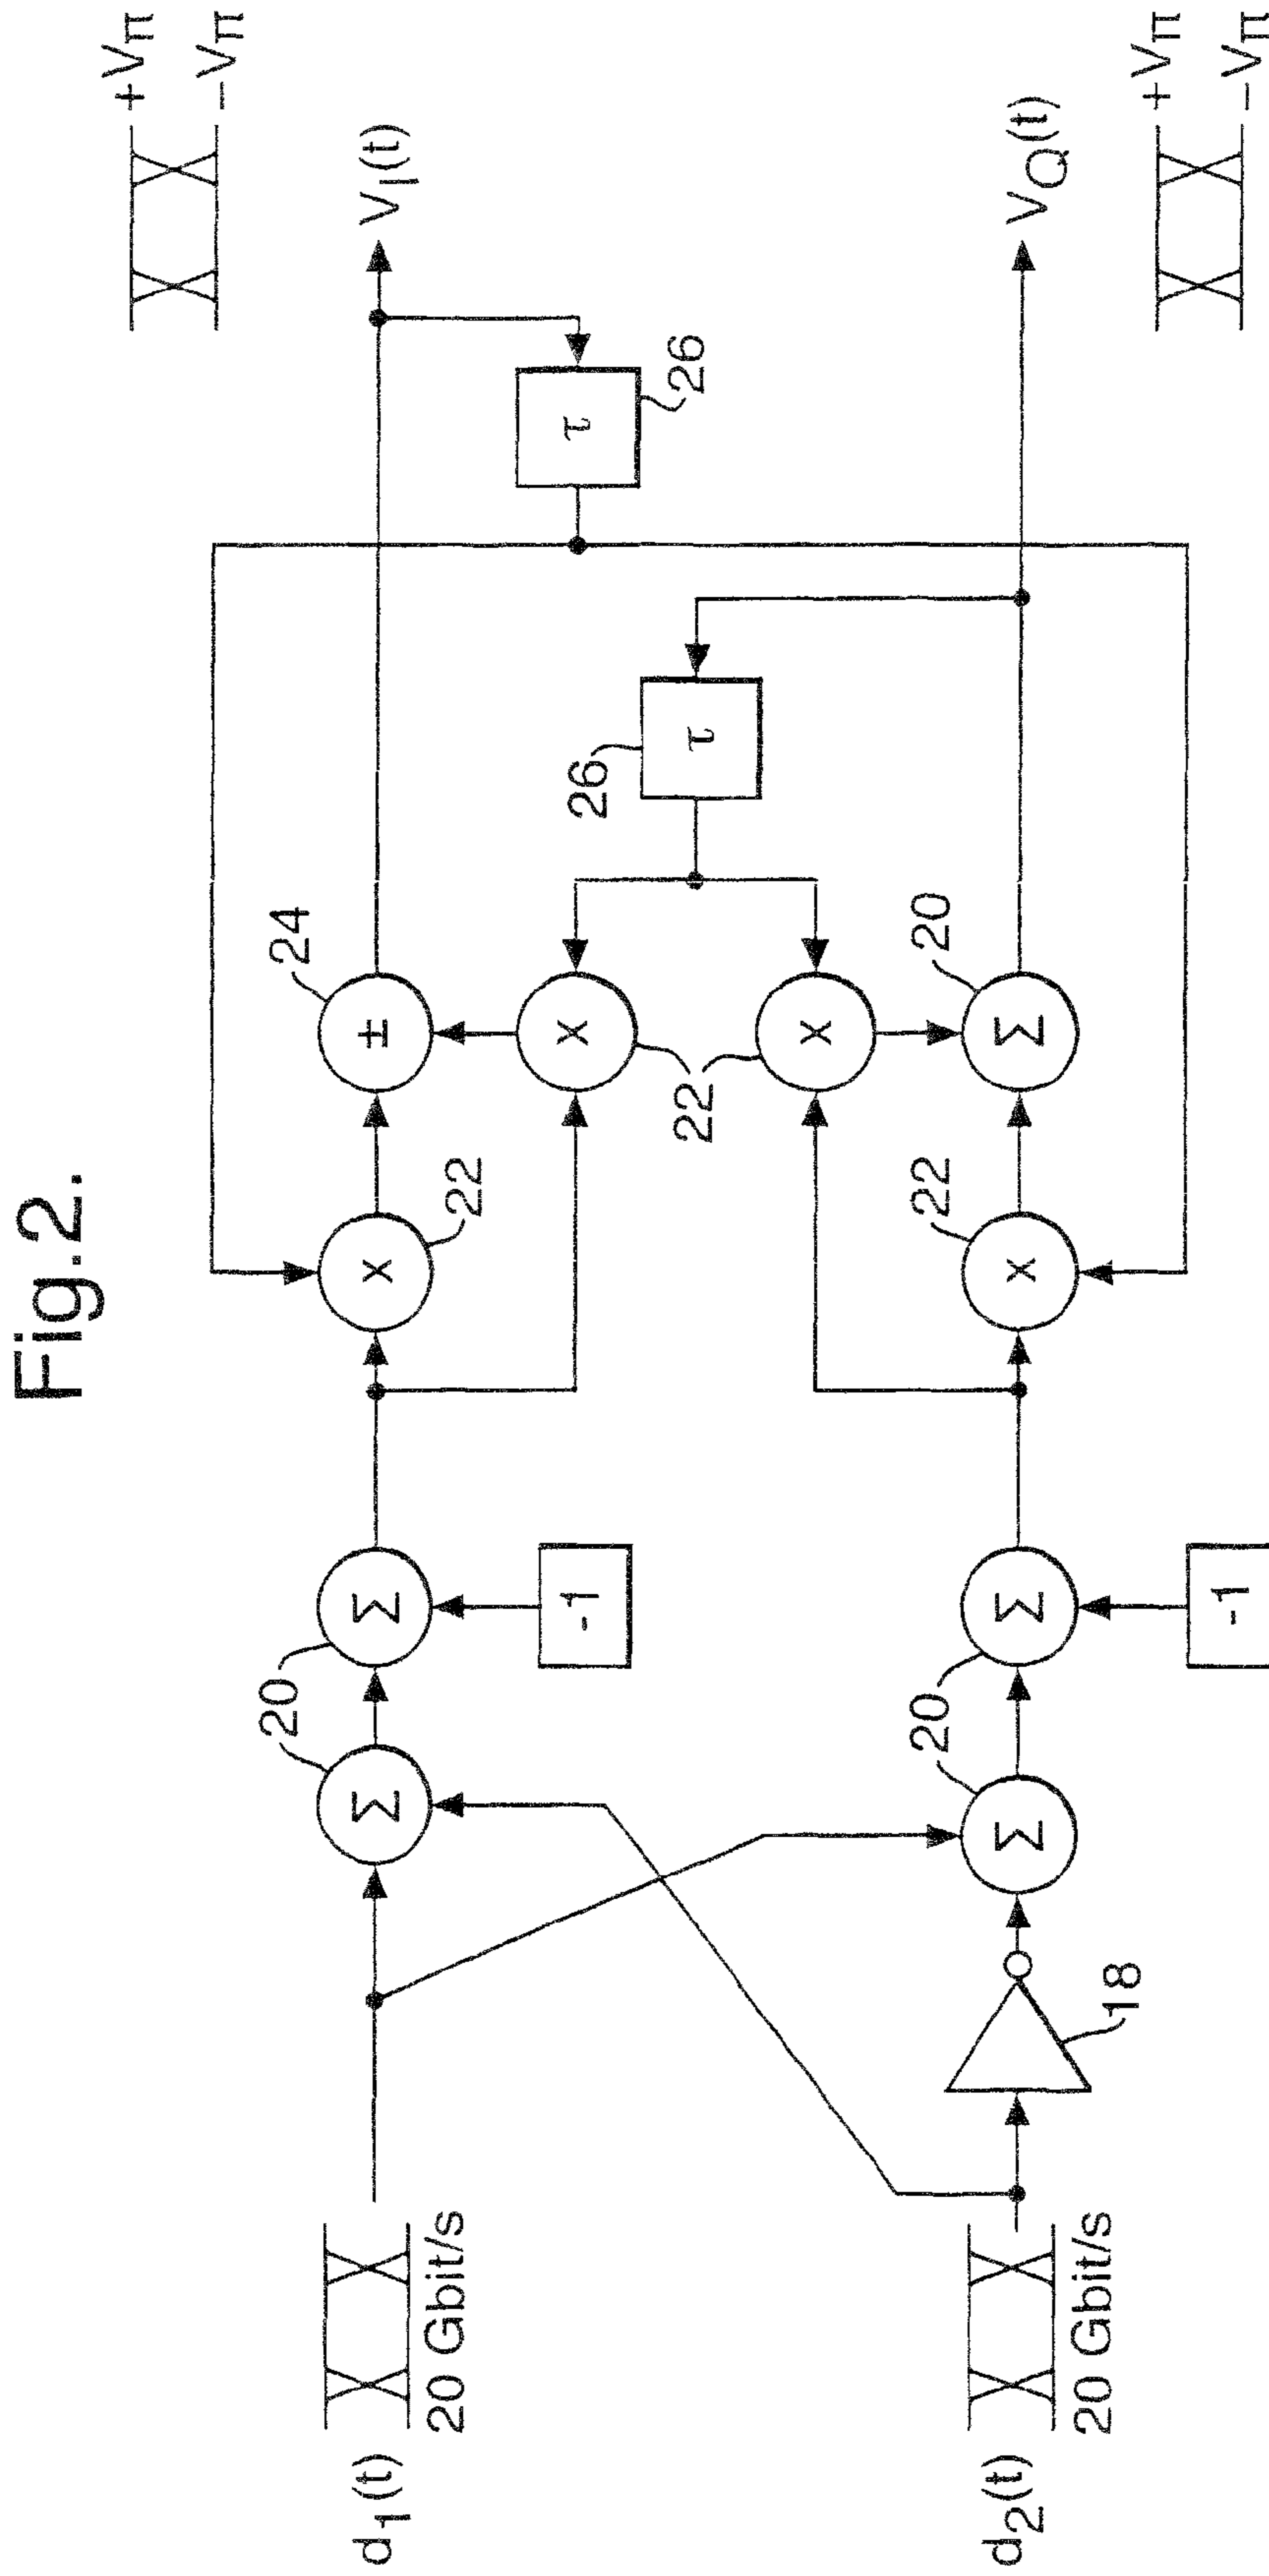 Fig.2.
+Vπ
-Vπ
d1(t)
20 Gbit/s
20
Σ
Σ
-1
x
22
24
±
x
22
x
τ
26
τ
26
VI(t)
d2(t)
20 Gbit/s
18
20
Σ
Σ
-1
22
x
20
Σ
VQ(t)
+Vπ
-Vπ